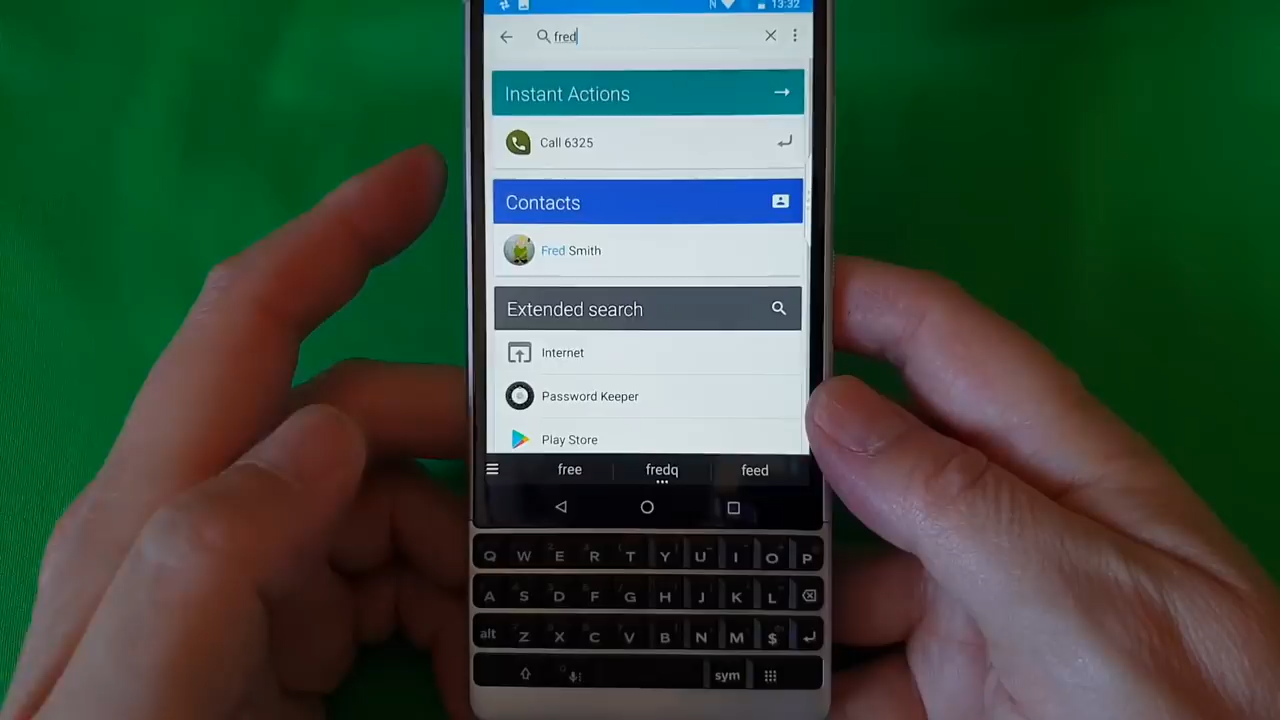 N 13:32
fred
Instant Actions
Call 6325
Contacts
Fred Smith
Extended search
Internet
Password Keeper
Play Store
free fredq feed
Q W E R T Y U I O P
A S D F G H J K L
alt Z X C V B N M $
sym